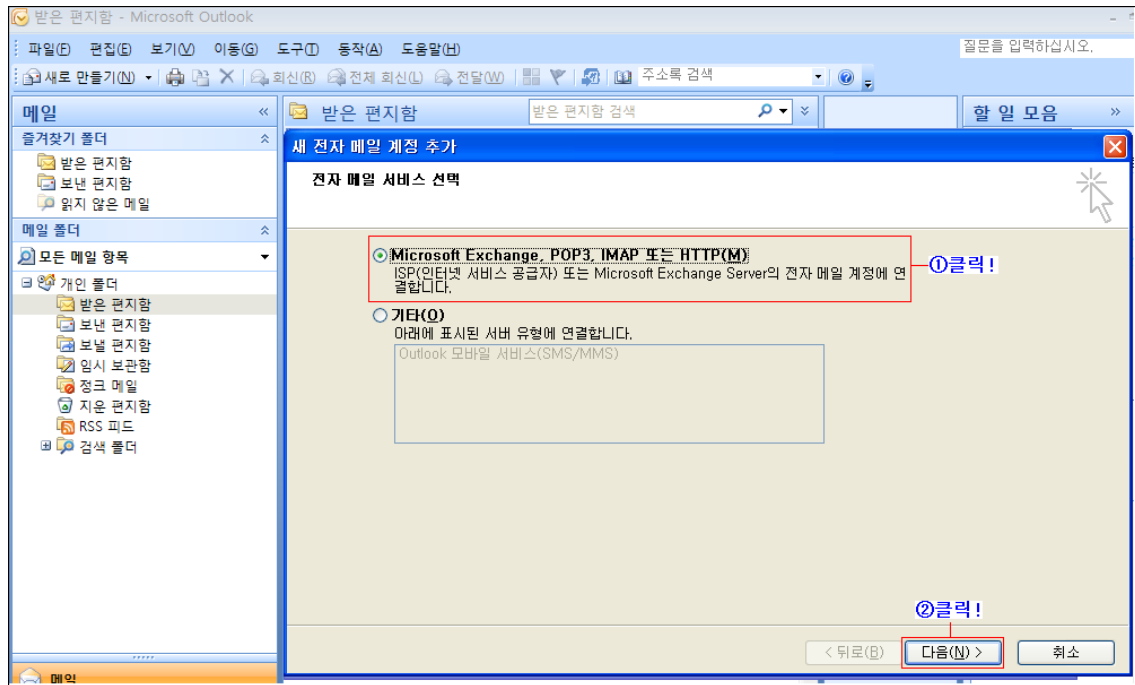 받은 편지함 - Microsoft Outlook
파일(F) 편집(E) 보기(V) 이동(G) 도구(T) 동작(A) 도움말(H)
질문을 입력하십시오.
새로 만들기(N) 회신(R) 전체 회신(L) 전달(W) 주소록 검색
메일 «
받은 편지함
받은 편지함 검색
할 일 모음 »
즐겨찾기 폴더
받은 편지함
보낸 편지함
읽지 않은 메일
메일 폴더
모든 메일 항목
개인 폴더
받은 편지함
보낸 편지함
보낼 편지함
임시 보관함
정크 메일
지운 편지함
RSS 피드
검색 폴더
메일
새 전자 메일 계정 추가
전자 메일 서비스 선택
Microsoft Exchange, POP3, IMAP 또는 HTTP(M)
ISP(인터넷 서비스 공급자) 또는 Microsoft Exchange Server의 전자 메일 계정에 연
결합니다.
①클릭!
기타(O)
아래에 표시된 서버 유형에 연결합니다.
Outlook 모바일 서비스(SMS/MMS)
②클릭!
< 뒤로(B)
다음(N) >
취소